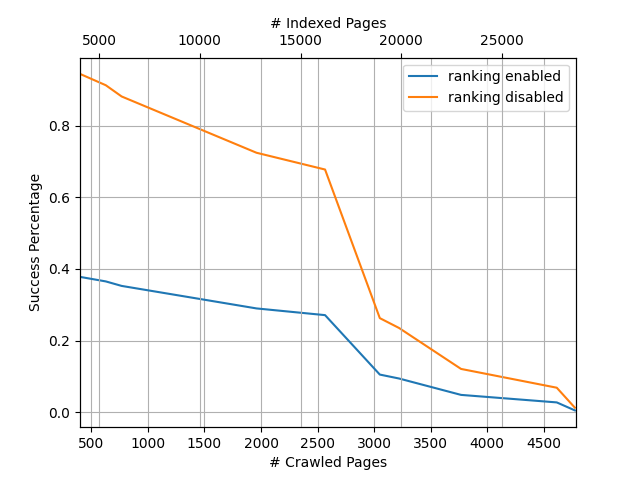 # Indexed Pages
5000 10000 15000 20000 25000
ranking enabled
ranking disabled
Success Percentage
0.8
0.6
0.4
0.2
0.0
500 1000 1500 2000 2500 3000 3500 4000 4500
# Crawled Pages